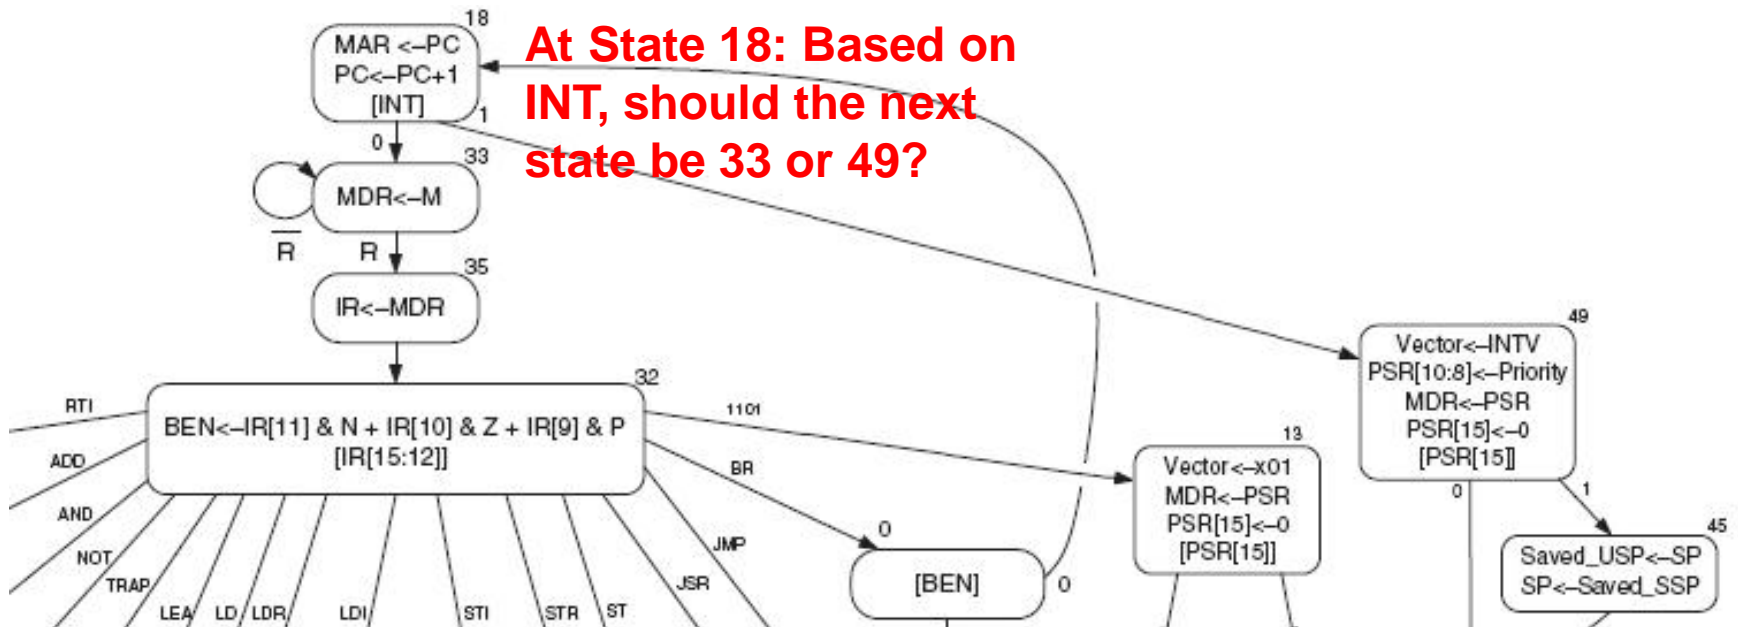 18
MAR <–PC
PC<–PC+1
[INT]
At State 18: Based on
INT, should the next
state be 33 or 49?
0
1
33
MDR<–M
R
R
35
IR<–MDR
32
BEN<–IR[11] & N + IR[10] & Z + IR[9] & P
[IR[15:12]]
RTI
ADD
AND
NOT
TRAP
LEA
LD
LDR
LDI
STI
STR
ST
JSR
JMP
BR
1101
0
[BEN]
0
13
Vector<–x01
MDR<–PSR
PSR[15]<–0
[PSR[15]]
49
Vector<–INTV
PSR[10:8]<–Priority
MDR<–PSR
PSR[15]<–0
[PSR[15]]
0
1
45
Saved_USP<–SP
SP<–Saved_SSP